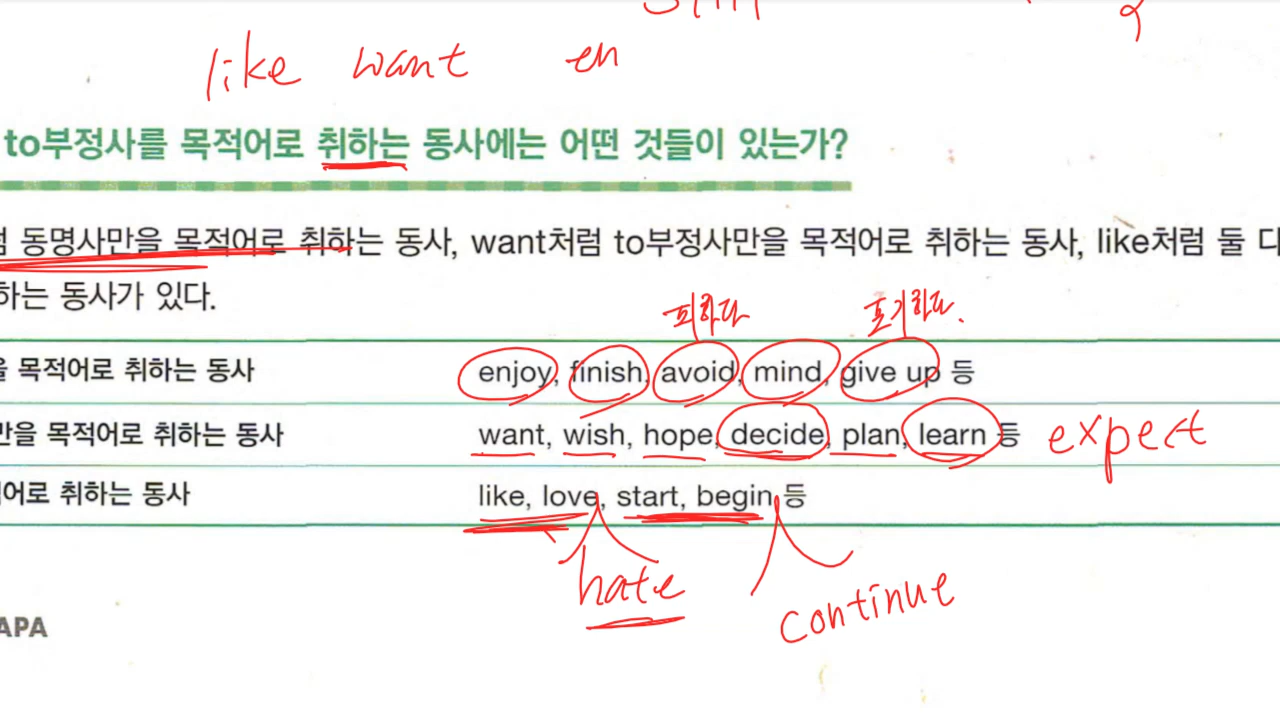 like want en
to부정사를 목적어로 취하는 동사에는 어떤 것들이 있는가?
동명사만을 목적어로 취하는 동사, want처럼 to부정사만을 목적어로 취하는 동사, like처럼 둘 다
하는 동사가 있다.
피하다 포기하다.
목적어로 취하는 동사 enjoy, finish, avoid, mind, give up 등
만을 목적어로 취하는 동사 want, wish, hope, decide, plan, learn 등 expect
어로 취하는 동사 like, love, start, begin 등
hate continue
APA